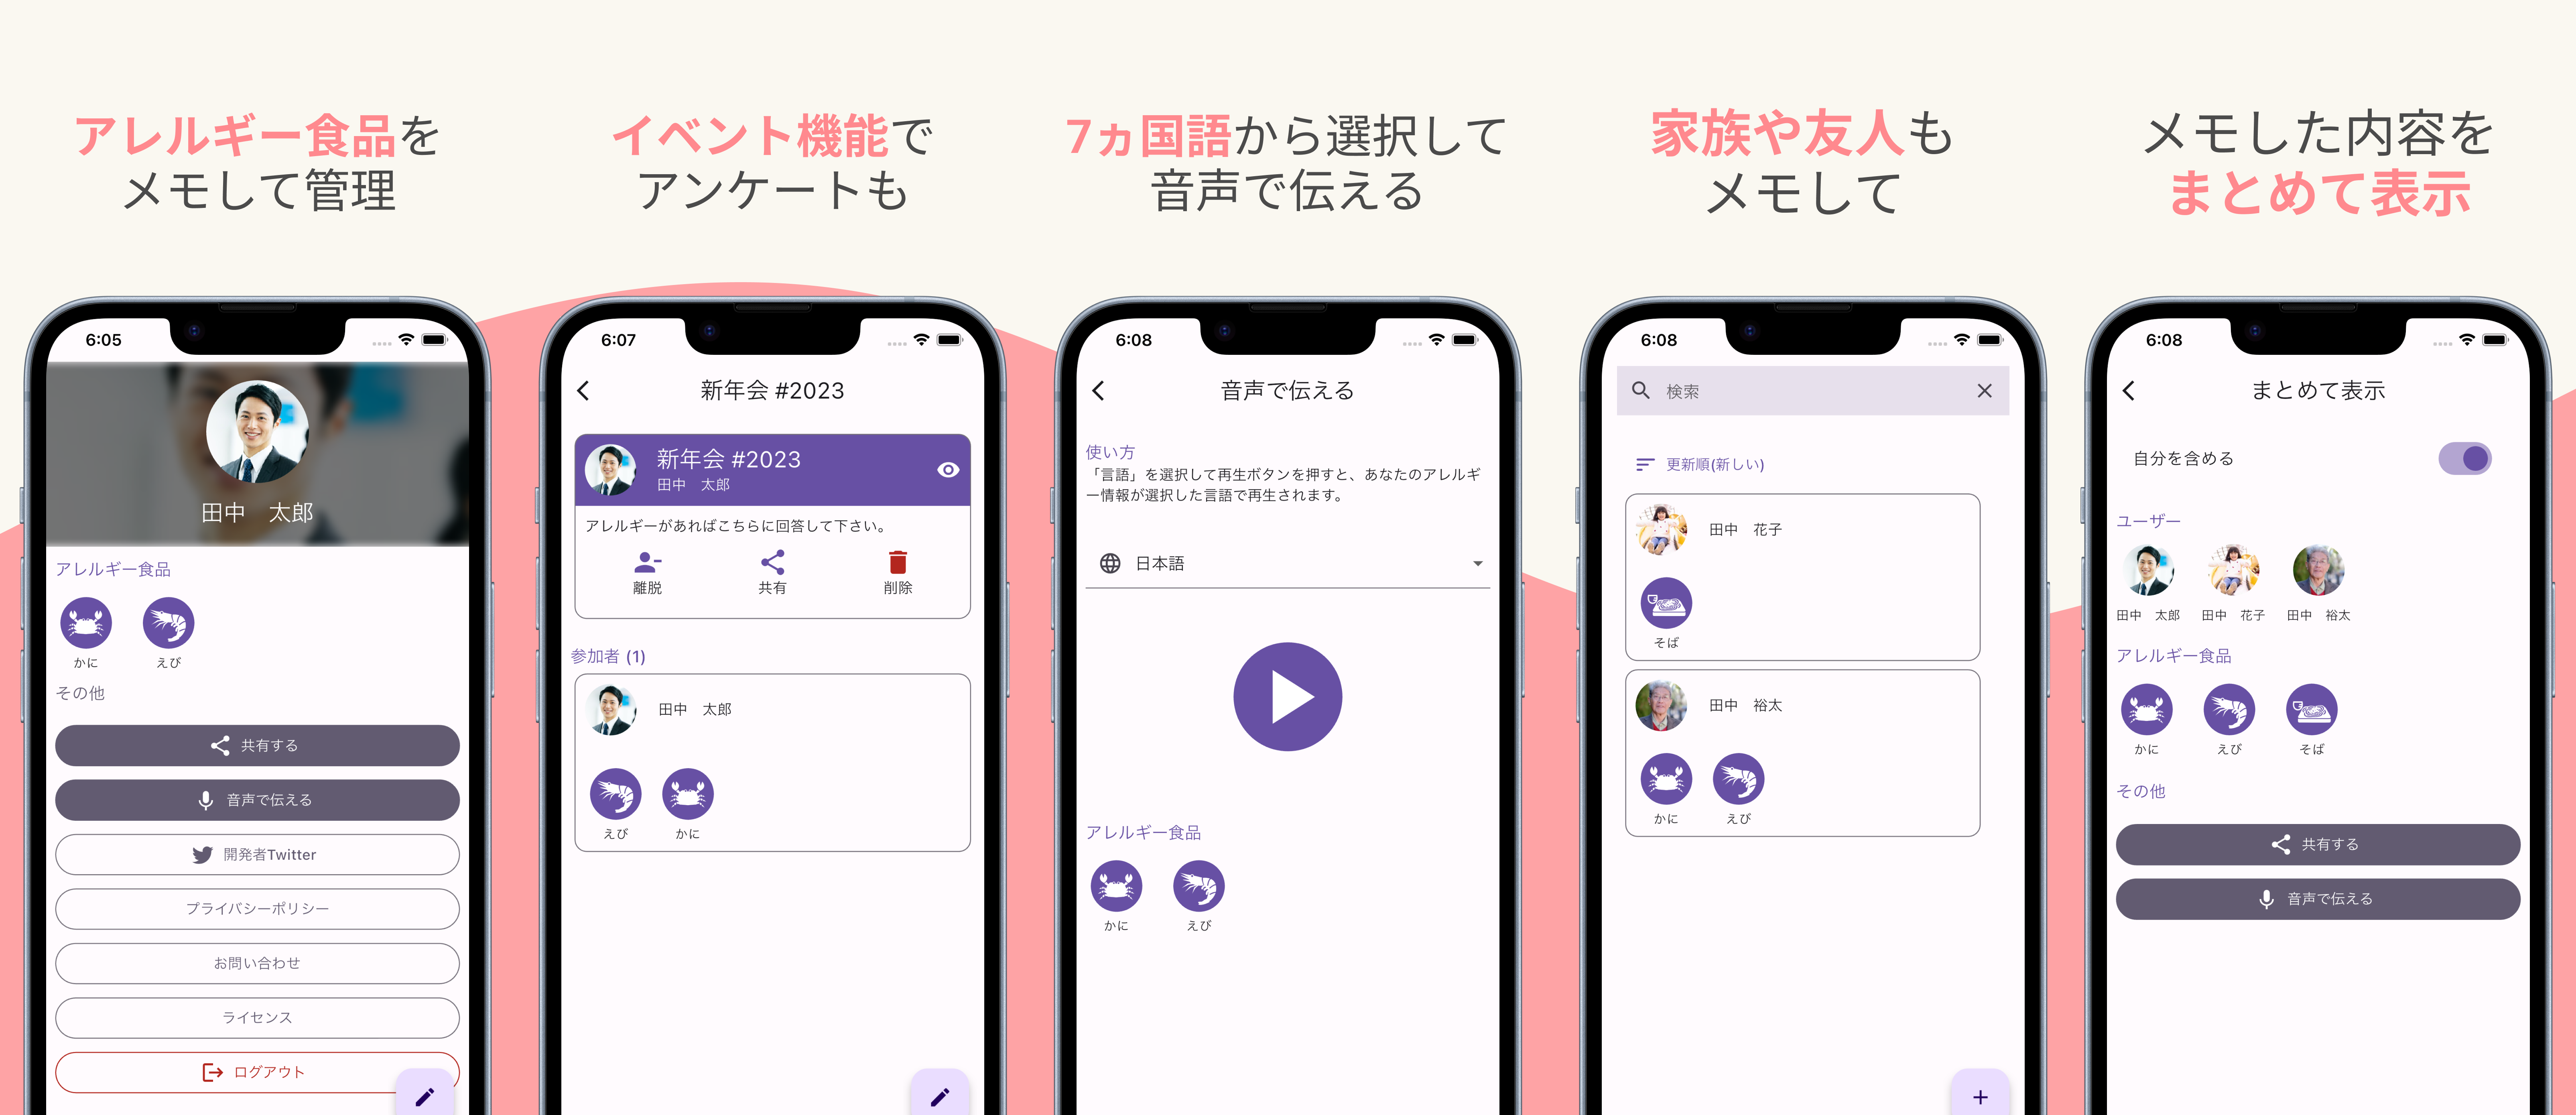 アレルギー食品を
メモして管理
6:05
田中　太郎
アレルギー食品
かに
えび
その他
共有する
音声で伝える
開発者Twitter
プライバシーポリシー
お問い合わせ
ライセンス
ログアウト
イベント機能で
アンケートも
6:07
新年会 #2023
新年会 #2023
田中　太郎
アレルギーがあればこちらに回答して下さい。
離脱
共有
削除
参加者 (1)
田中　太郎
えび
かに
7ヵ国語から選択して
音声で伝える
6:08
音声で伝える
使い方
「言語」を選択して再生ボタンを押すと、あなたのアレルギ
ー情報が選択した言語で再生されます。
日本語
アレルギー食品
かに
えび
家族や友人も
メモして
6:08
検索
更新順(新しい)
田中　花子
そば
田中　裕太
かに
えび
メモした内容を
まとめて表示
6:08
まとめて表示
自分を含める
ユーザー
田中　太郎
田中　花子
田中　裕太
アレルギー食品
かに
えび
そば
その他
共有する
音声で伝える